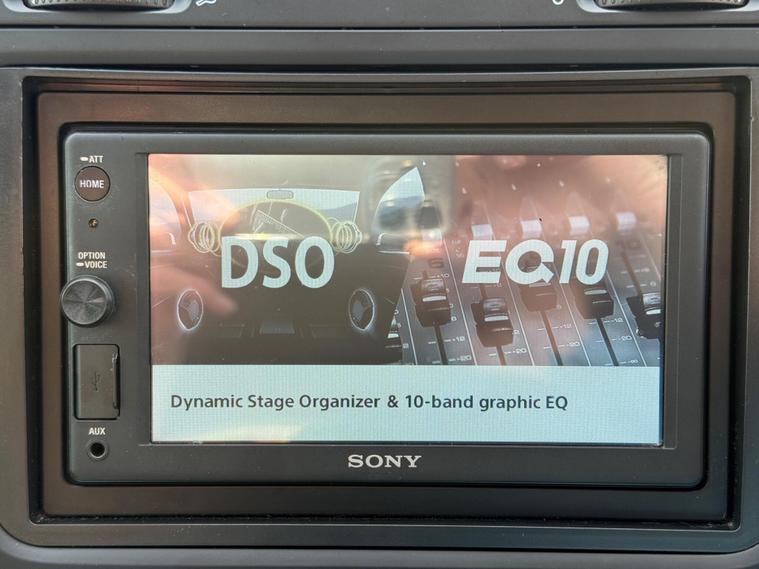 ATT
HOME
OPTION
VOICE
AUX
DSO
EQ10
Dynamic Stage Organizer & 10-band graphic EQ
SONY